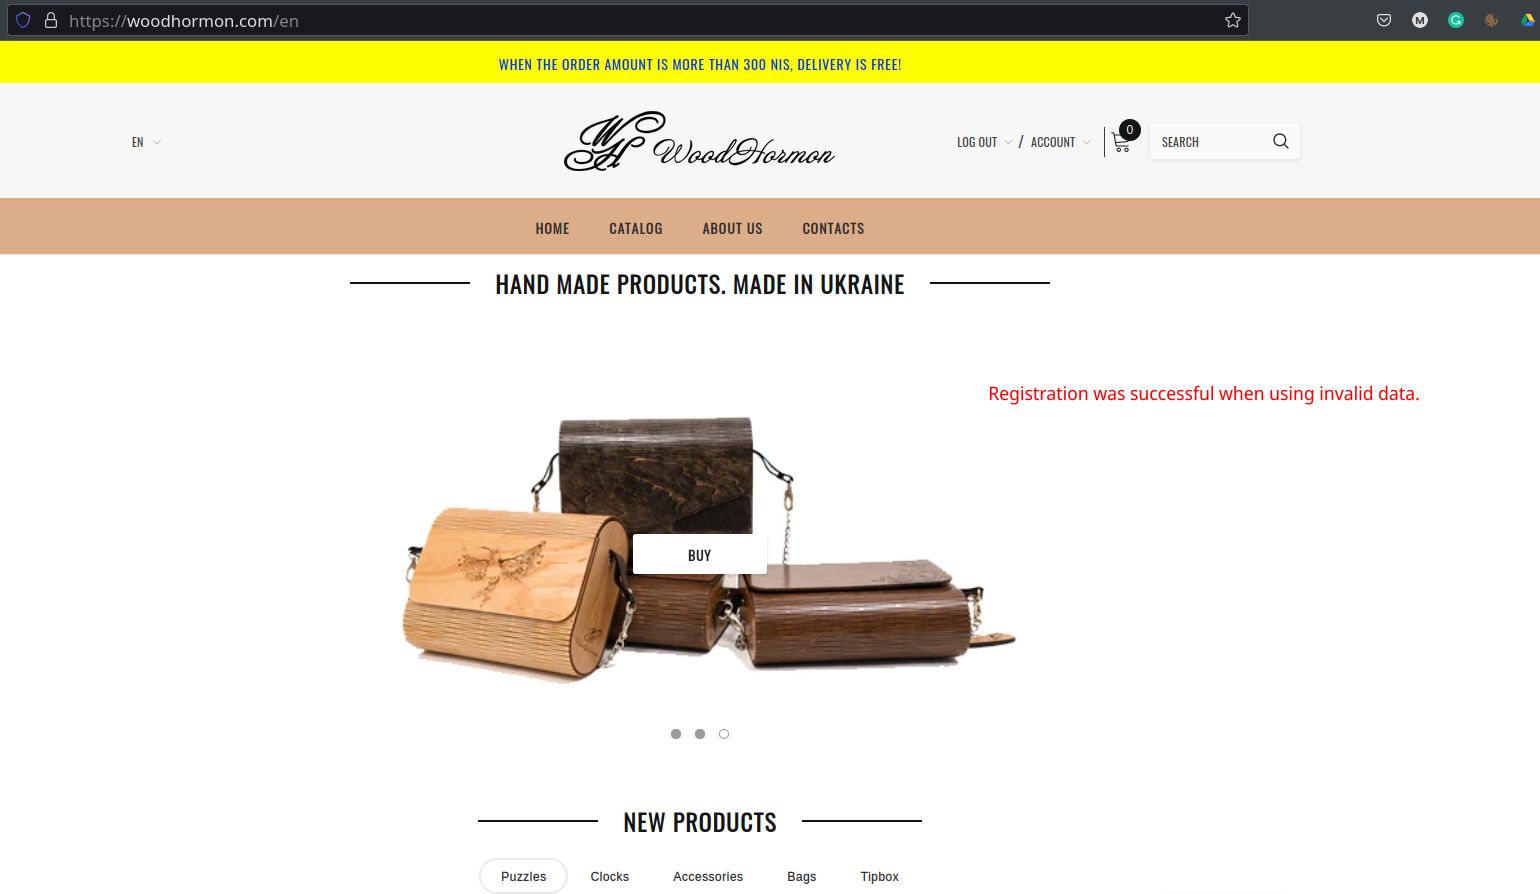 https://woodhormon.com/en
M
G
WHEN THE ORDER AMOUNT IS MORE THAN 300 NIS, DELIVERY IS FREE!
EN
WH WoodHormon
LOG OUT / ACCOUNT
0
SEARCH
HOME CATALOG ABOUT US CONTACTS
HAND MADE PRODUCTS. MADE IN UKRAINE
Registration was successful when using invalid data.
BUY
NEW PRODUCTS
Puzzles Clocks Accessories Bags Tipbox